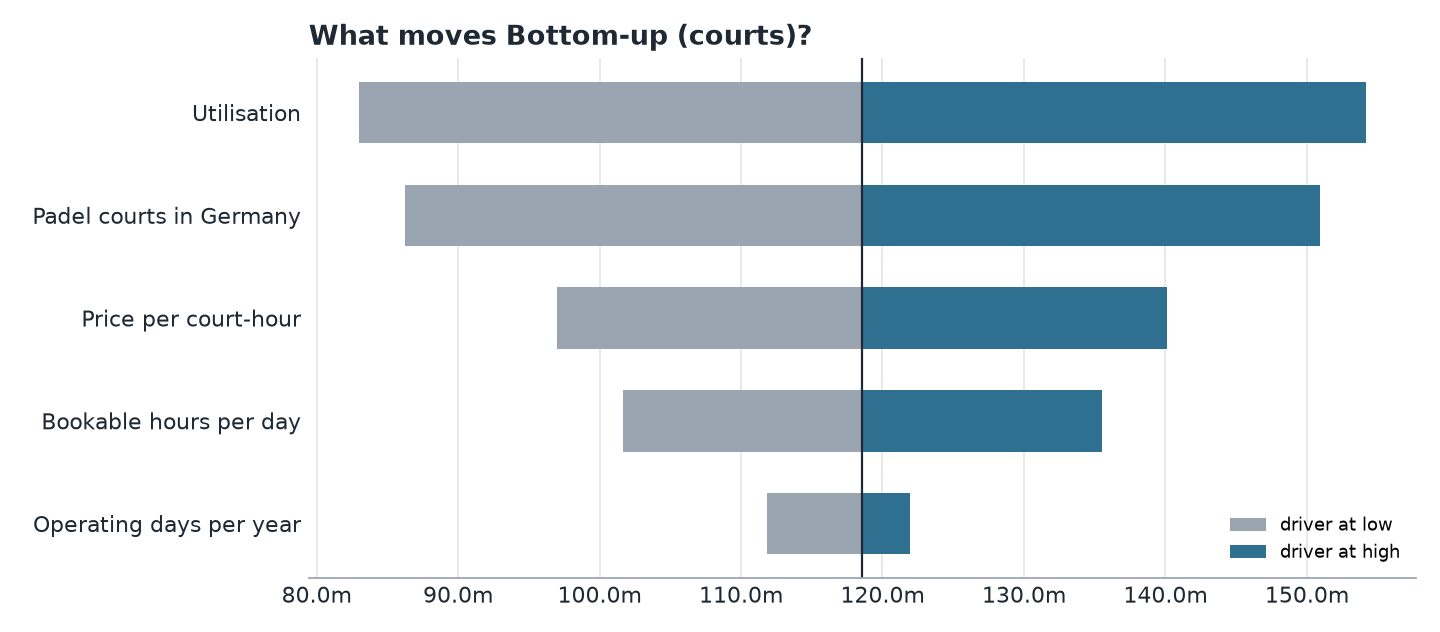 What moves Bottom-up (courts)?
Utilisation
Padel courts in Germany
Price per court-hour
Bookable hours per day
Operating days per year
driver at low
driver at high
80.0m 90.0m 100.0m 110.0m 120.0m 130.0m 140.0m 150.0m